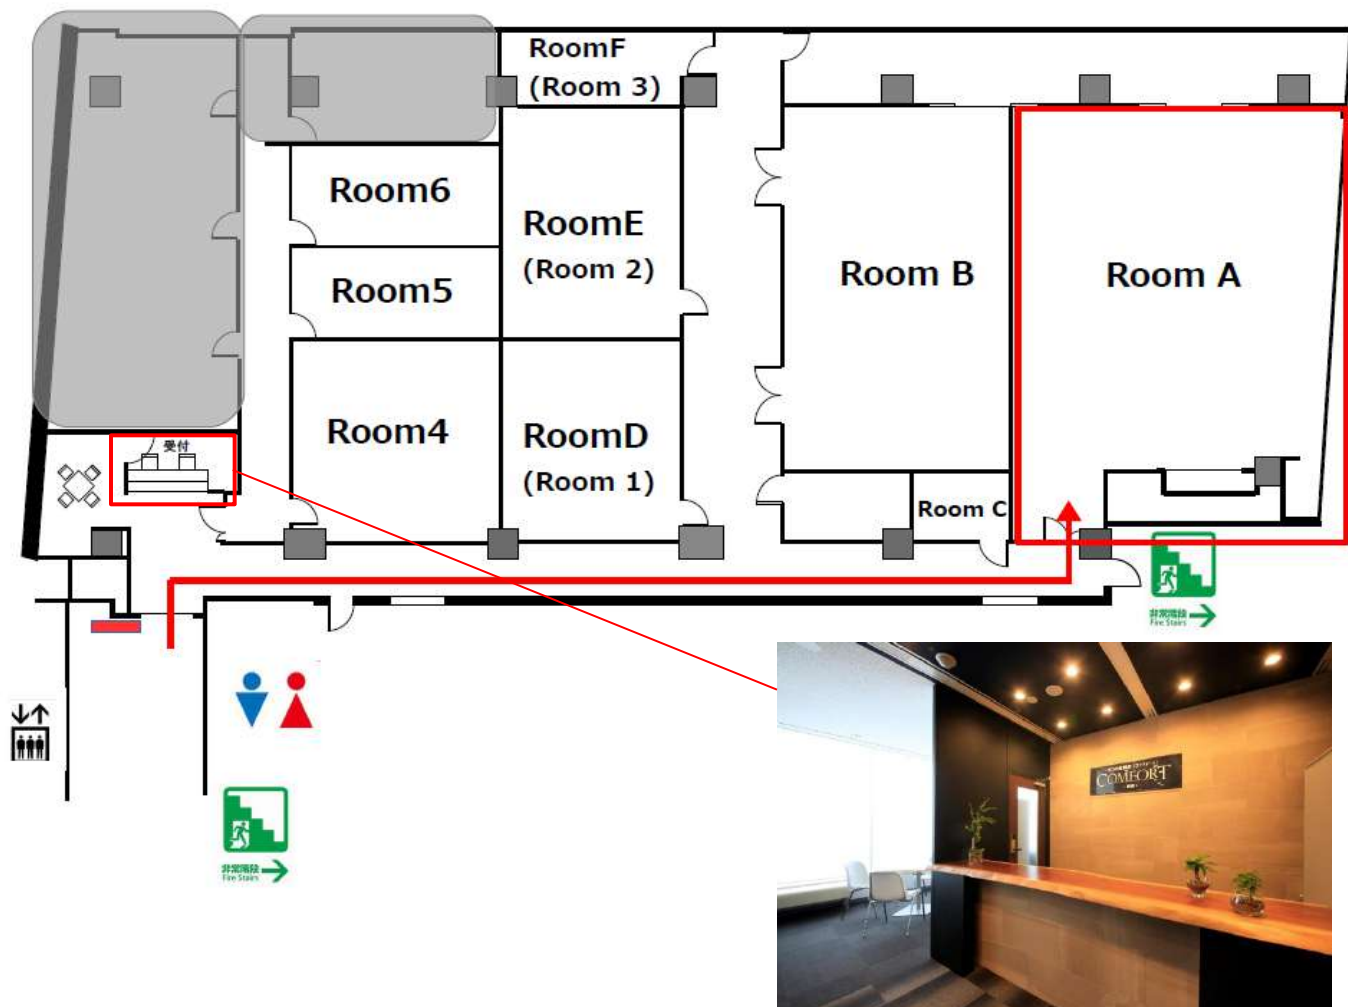 RoomF
(Room 3)
Room6
RoomE
(Room 2)
Room5
Room B
Room A
Room4
RoomD
(Room 1)
受付
Room C
非常階段
Fire Stairs
非常階段
Fire Stairs
COMFORT